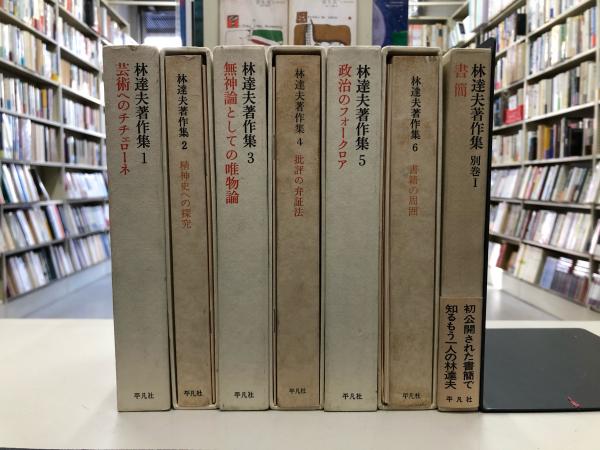 林達夫著作集 1
芸術へのチチェローネ
平凡社
林達夫著作集 2
精神史への探究
平凡社
林達夫著作集 3
無神論としての唯物論
平凡社
林達夫著作集 4
批評の弁証法
平凡社
林達夫著作集 5
政治のフォークロア
平凡社
林達夫著作集 6
書籍の周囲
平凡社
林達夫著作集 別巻 I
書簡
初公開された書簡で
知るもう一人の林達夫
平凡社